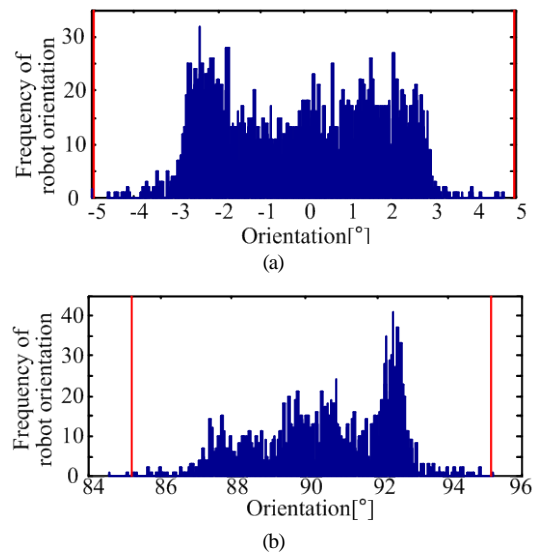 Frequency of
robot orientation
30
20
10
0
-5 -4 -3 -2 -1 0 1 2 3 4 5
Orientation[°]
(a)
Frequency of
robot orientation
40
30
20
10
0
84 86 88 90 92 94 96
Orientation[°]
(b)